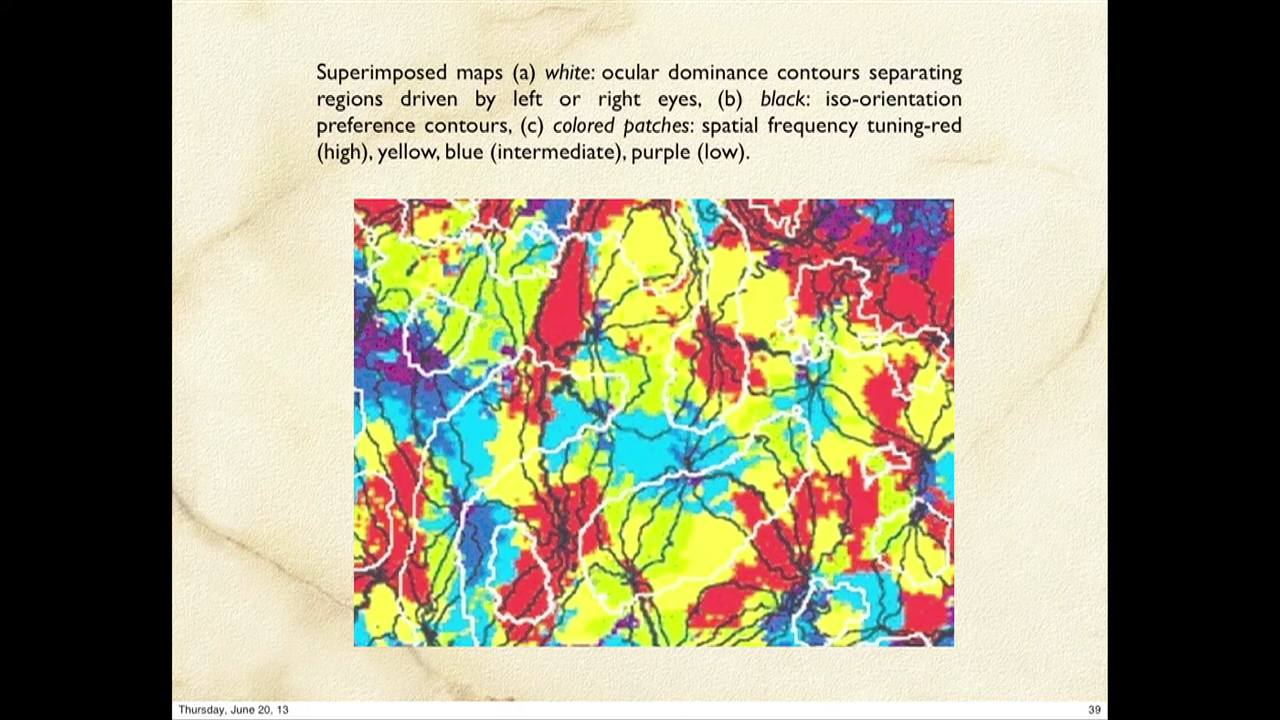 Superimposed maps (a) white: ocular dominance contours separating
regions driven by left or right eyes, (b) black: iso-orientation
preference contours, (c) colored patches: spatial frequency tuning-red
(high), yellow, blue (intermediate), purple (low).
Thursday, June 20, 13
39